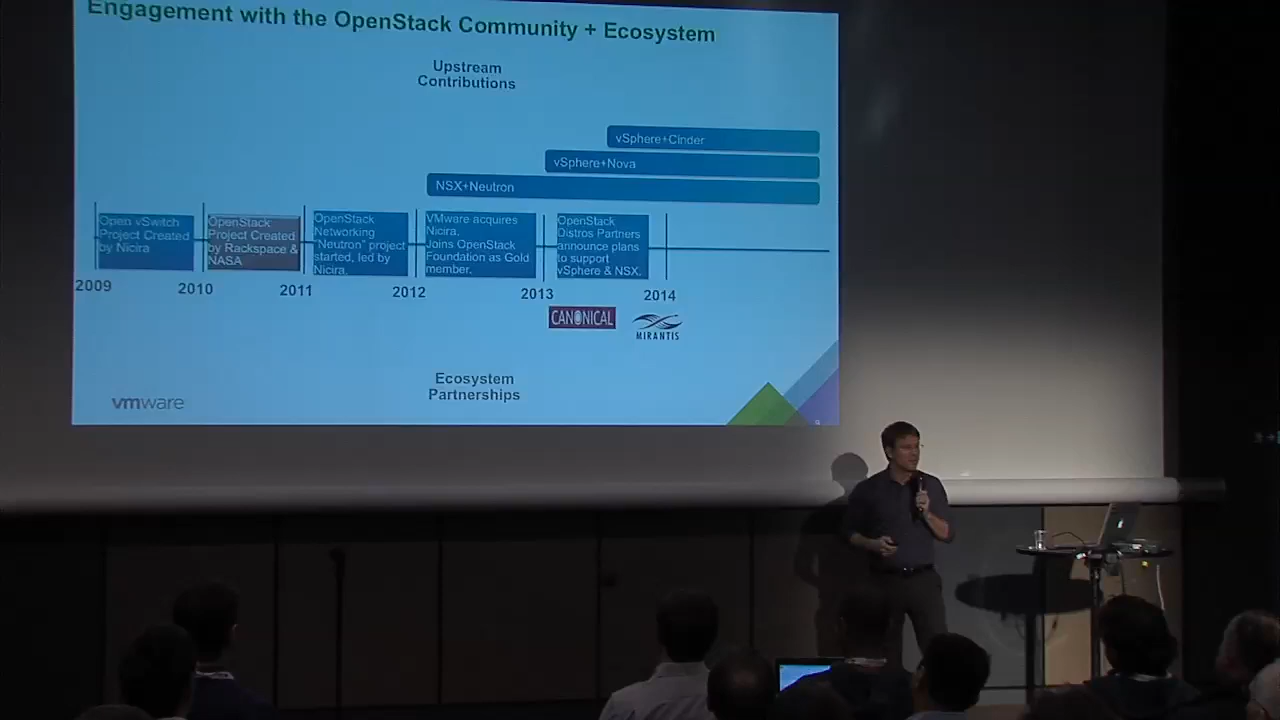 Engagement with the OpenStack Community + Ecosystem
Upstream
Contributions
vSphere+Cinder
vSphere+Nova
NSX+Neutron
Open vSwitch
Project Created
by Nicira
OpenStack
Project Created
by Rackspace &
NASA
OpenStack
Networking
"Neutron" project
started, led by
Nicira.
VMware acquires
Nicira.
Joins OpenStack
Foundation as Gold
member.
OpenStack
Distros Partners
announce plans
to support
vSphere & NSX.
2009
2010
2011
2012
2013
2014
CANONICAL
MIRANTIS
Ecosystem
Partnerships
vmware